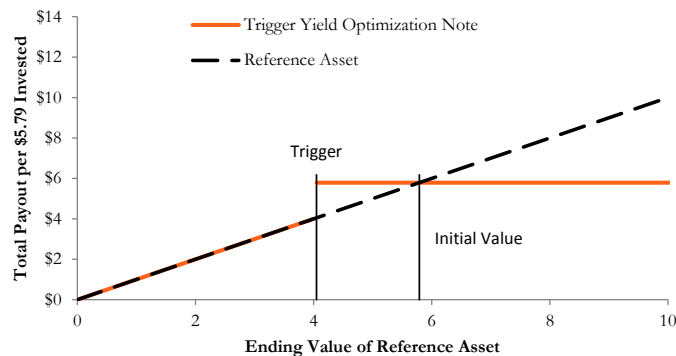 $14
$12
$10
$8
$6
$4
$2
$0
Total Payout per $5.79 Invested
Trigger Yield Optimization Note
Reference Asset
Trigger
Initial Value
0 2 4 6 8 10
Ending Value of Reference Asset